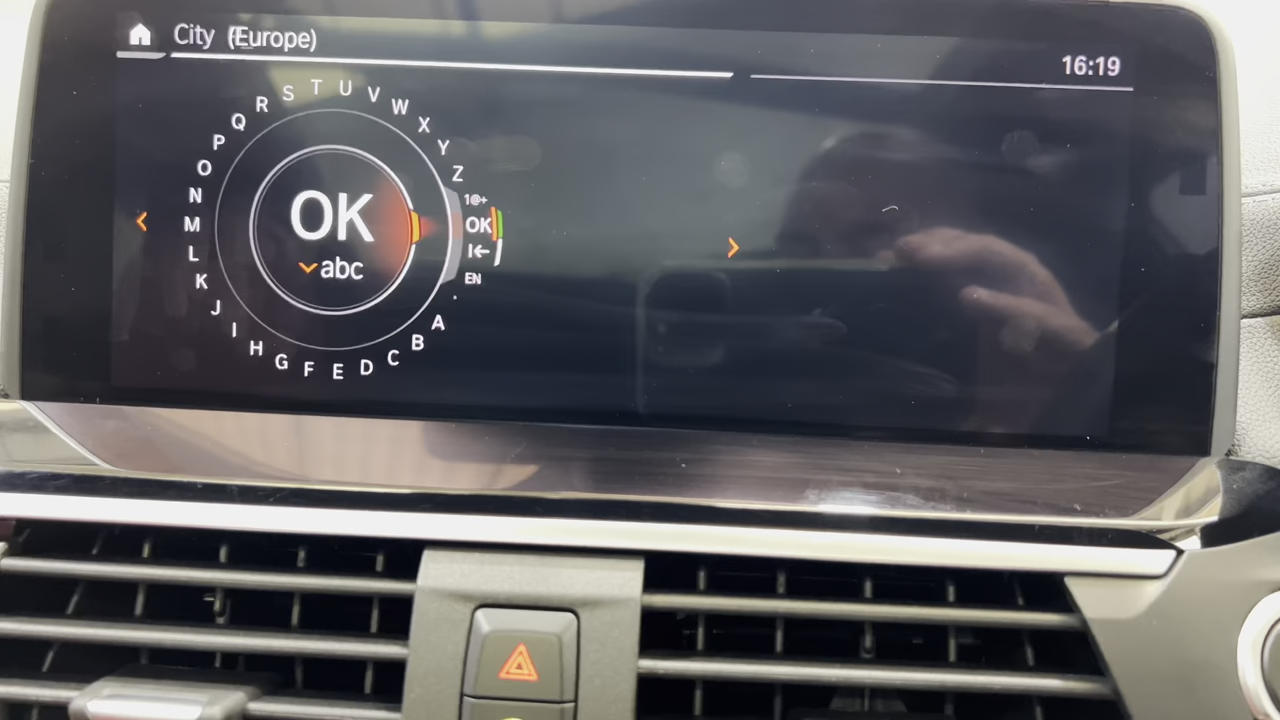 City (Europe)
16:19
A B C D E F G H I J K L M N O P Q R S T U V W X Y Z
1@+
OK
EN
OK
abc